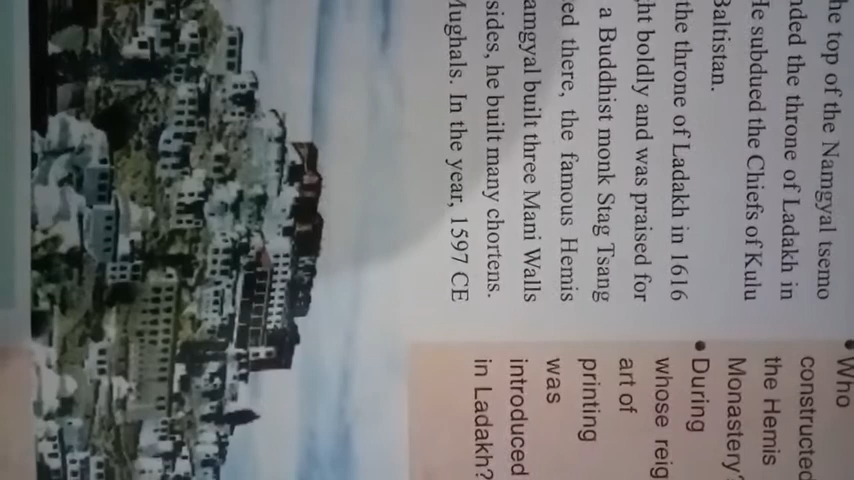 he top of the Namgyal tsemo
nded the throne of Ladakh in
He subdued the Chiefs of Kulu
Baltistan.
the throne of Ladakh in 1616
ght boldly and was praised for
a Buddhist monk Stag Tsang
ed there, the famous Hemis
amgyal built three Mani Walls
sides, he built many chortens.
Mughals. In the year, 1597 CE
• Who
constructed
the Hemis
Monastery?
• During
whose reig
art of
printing
was
introduced
in Ladakh?